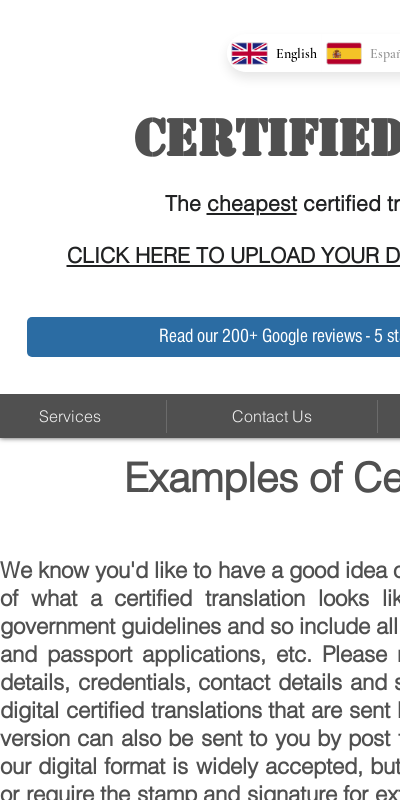 English Españ
CERTIFIED
The cheapest certified tr
CLICK HERE TO UPLOAD YOUR D
Read our 200+ Google reviews - 5 st
Services Contact Us
Examples of Ce
We know you'd like to have a good idea o
of what a certified translation looks lik
government guidelines and so include all
and passport applications, etc. Please
details, credentials, contact details and s
digital certified translations that are sent
version can also be sent to you by post
our digital format is widely accepted, but
or require the stamp and signature for ex